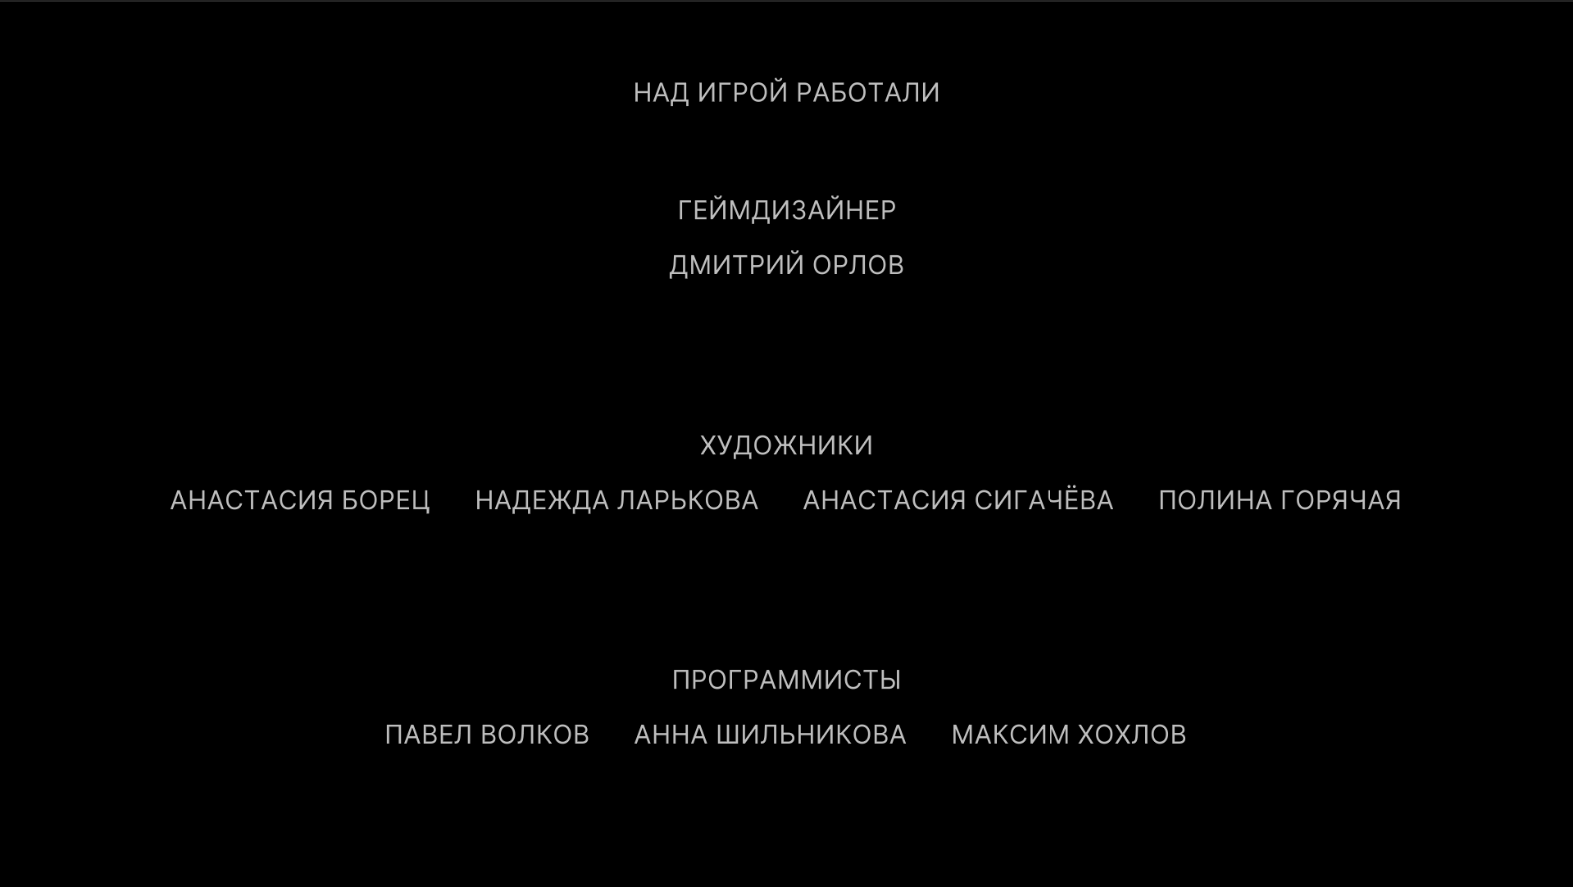 НАД ИГРОЙ РАБОТАЛИ
ГЕЙМДИЗАЙНЕР
ДМИТРИЙ ОРЛОВ
ХУДОЖНИКИ
АНАСТАСИЯ БОРЕЦ НАДЕЖДА ЛАРЬКОВА АНАСТАСИЯ СИГАЧЁВА ПОЛИНА ГОРЯЧАЯ
ПРОГРАММИСТЫ
ПАВЕЛ ВОЛКОВ АННА ШИЛЬНИКОВА МАКСИМ ХОХЛОВ